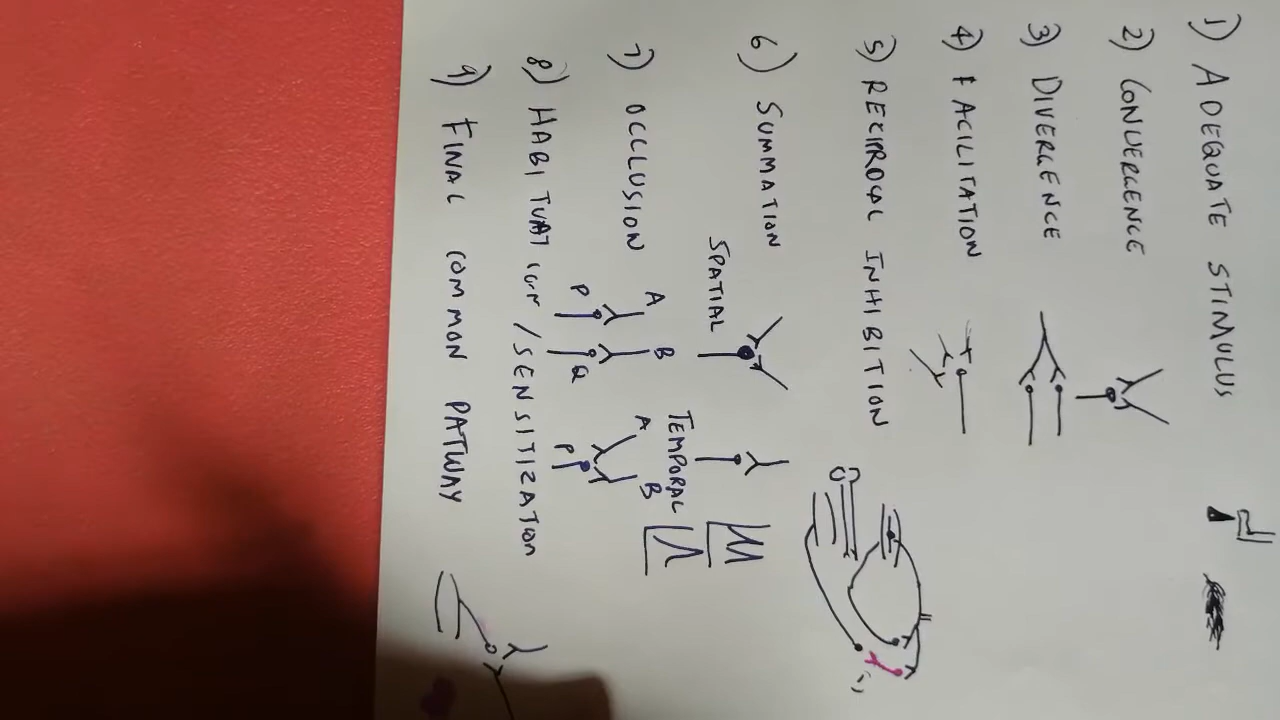 1) ADEQUATE STIMULUS
2) CONVERGENCE
3) DIVERGENCE
4) FACILITATION
5) RECIPROCAL INHIBITION
6) SUMMATION
SPATIAL
TEMPORAL
7) OCCLUSION
A B
A B
P Q
P
8) HABITUATION / SENSITIZATION
9) FINAL COMMON PATWAY